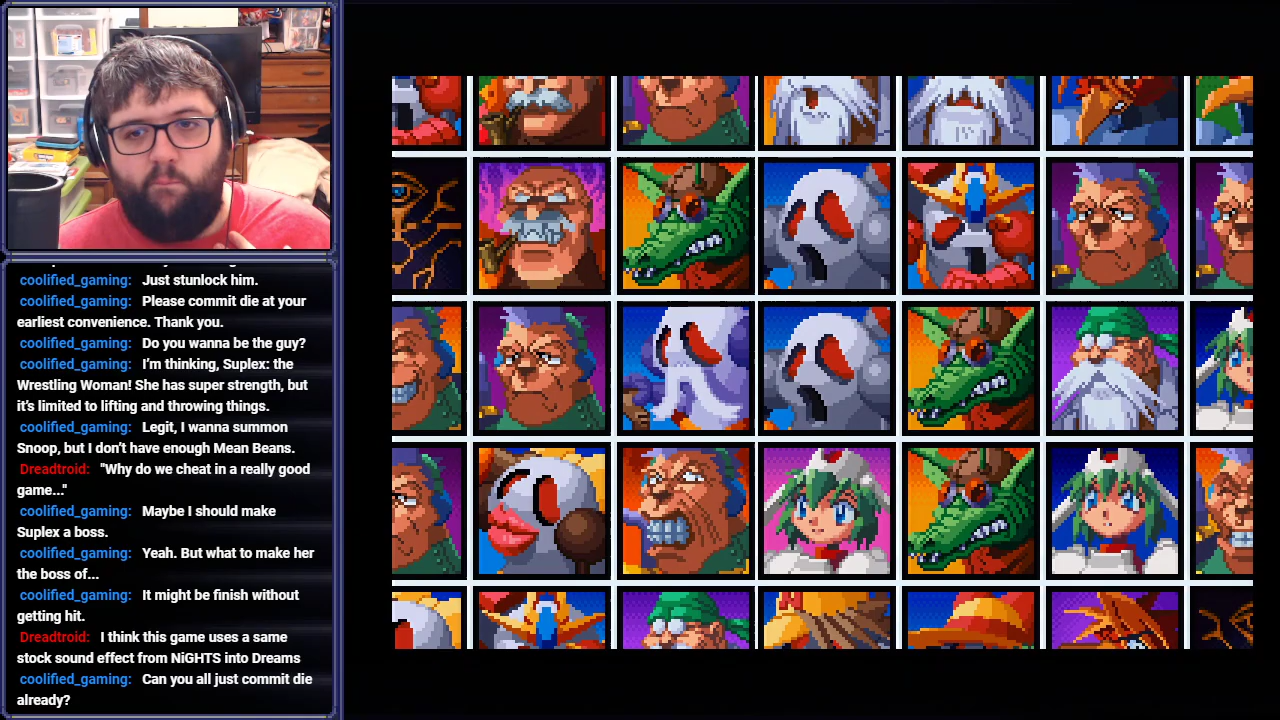 coolified_gaming: Just stunlock him.
coolified_gaming: Please commit die at your
earliest convenience. Thank you.
coolified_gaming: Do you wanna be the guy?
coolified_gaming: I'm thinking, Suplex: the
Wrestling Woman! She has super strength, but
it's limited to lifting and throwing things.
coolified_gaming: Legit, I wanna summon
Snoop, but I don't have enough Mean Beans.
Dreadtroid: "Why do we cheat in a really good
game..."
coolified_gaming: Maybe I should make
Suplex a boss.
coolified_gaming: Yeah. But what to make her
the boss of...
coolified_gaming: It might be finish without
getting hit.
Dreadtroid: I think this game uses a same
stock sound effect from NiGHTS into Dreams
coolified_gaming: Can you all just commit die
already?